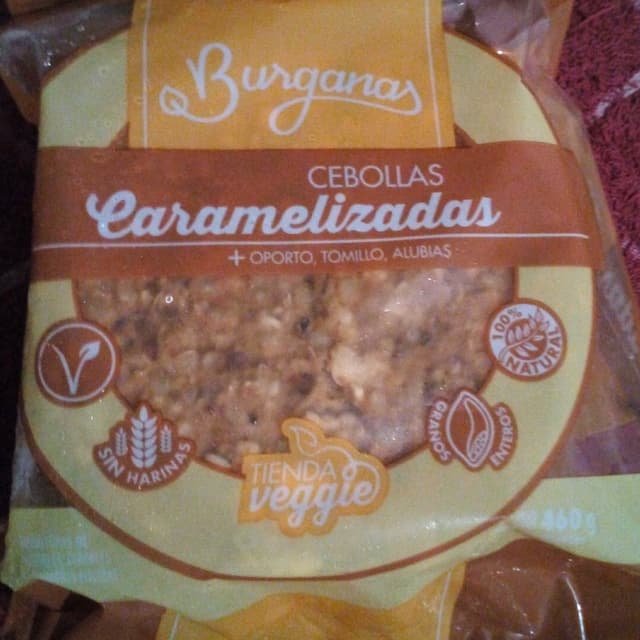 Burganas
CEBOLLAS
Caramelizadas
+ OPORTO, TOMILLO, ALUBIAS
100%
NATURAL
V
SIN HARINAS
GRANOS
ENTEROS
TIENDA
veggie
460g